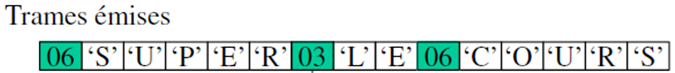 Trames émises
06 ‘S’ ‘U’ ‘P’ ‘E’ ‘R’ 03 ‘L’ ‘E’ 06 ‘C’ ‘O’ ‘U’ ‘R’ ‘S’